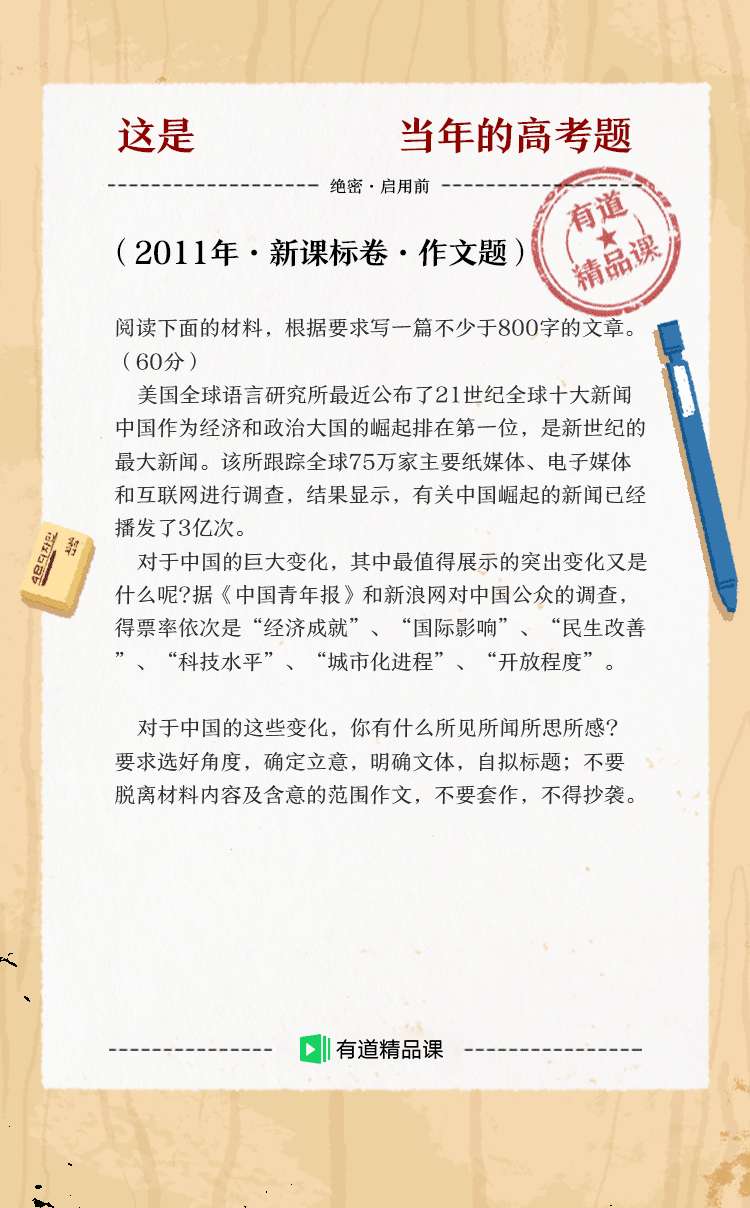 这是 当年的高考题
绝密·启用前
有道
精品课
（2011年·新课标卷·作文题）
阅读下面的材料，根据要求写一篇不少于800字的文章。
（60分）
美国全球语言研究所最近公布了21世纪全球十大新闻
中国作为经济和政治大国的崛起排在第一位，是新世纪的
最大新闻。该所跟踪全球75万家主要纸媒体、电子媒体
和互联网进行调查，结果显示，有关中国崛起的新闻已经
播发了3亿次。
对于中国的巨大变化，其中最值得展示的突出变化又是
什么呢?据《中国青年报》和新浪网对中国公众的调查，
得票率依次是“经济成就”、“国际影响”、“民生改善
”、“科技水平”、“城市化进程”、“开放程度”。
对于中国的这些变化，你有什么所见所闻所思所感?
要求选好角度，确定立意，明确文体，自拟标题；不要
脱离材料内容及含意的范围作文，不要套作，不得抄袭。
有道精品课